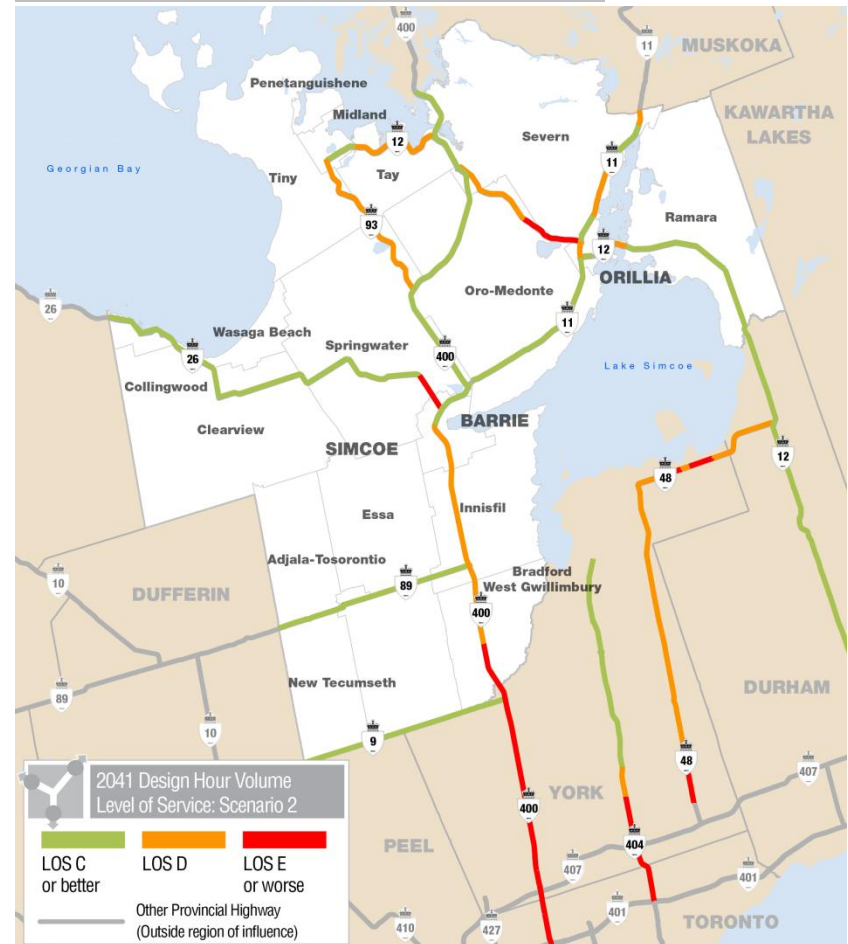 400
11
MUSKOKA
Penetanguishene
KAWARTHA
LAKES
Midland
Severn
12
11
Georgian Bay
Tiny
Tay
Ramara
93
12
ORILLIA
Oro-Medonte
26
11
Wasaga Beach
Springwater
26
400
Lake Simcoe
Collingwood
BARRIE
Clearview
SIMCOE
12
48
Innisfil
Essa
Adjala-Tosorontio
Bradford
West Gwillimbury
10
DUFFERIN
89
400
New Tecumseth
DURHAM
89
10
9
48
407
2041 Design Hour Volume
Level of Service: Scenario 2
YORK
400
LOS C
or better
LOS D
LOS E
or worse
PEEL
404
407
401
Other Provincial Highway
(Outside region of influence)
410
427
401
TORONTO